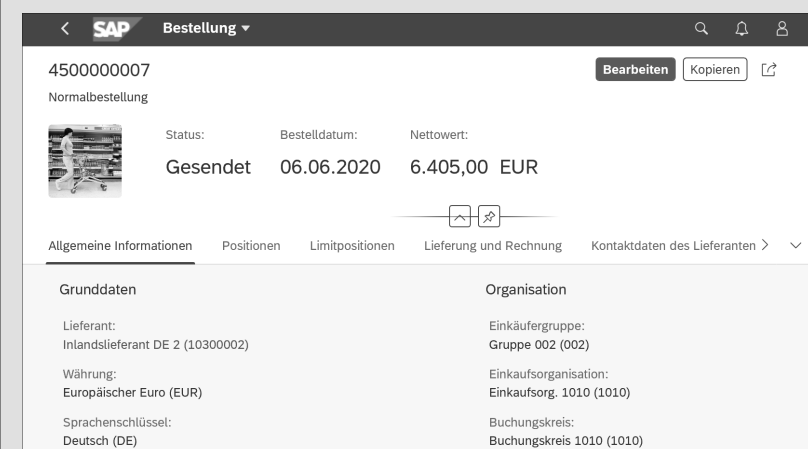 SAP Bestellung
4500000007 Bearbeiten Kopieren
Normalbestellung
Status: Bestelldatum: Nettowert:
Gesendet 06.06.2020 6.405,00 EUR
Allgemeine Informationen Positionen Limitpositionen Lieferung und Rechnung Kontaktdaten des Lieferanten
Grunddaten
Lieferant:
Inlandslieferant DE 2 (10300002)
Währung:
Europäischer Euro (EUR)
Sprachenschlüssel:
Deutsch (DE)
Organisation
Einkäufergruppe:
Gruppe 002 (002)
Einkaufsorganisation:
Einkaufsorg. 1010 (1010)
Buchungskreis:
Buchungskreis 1010 (1010)